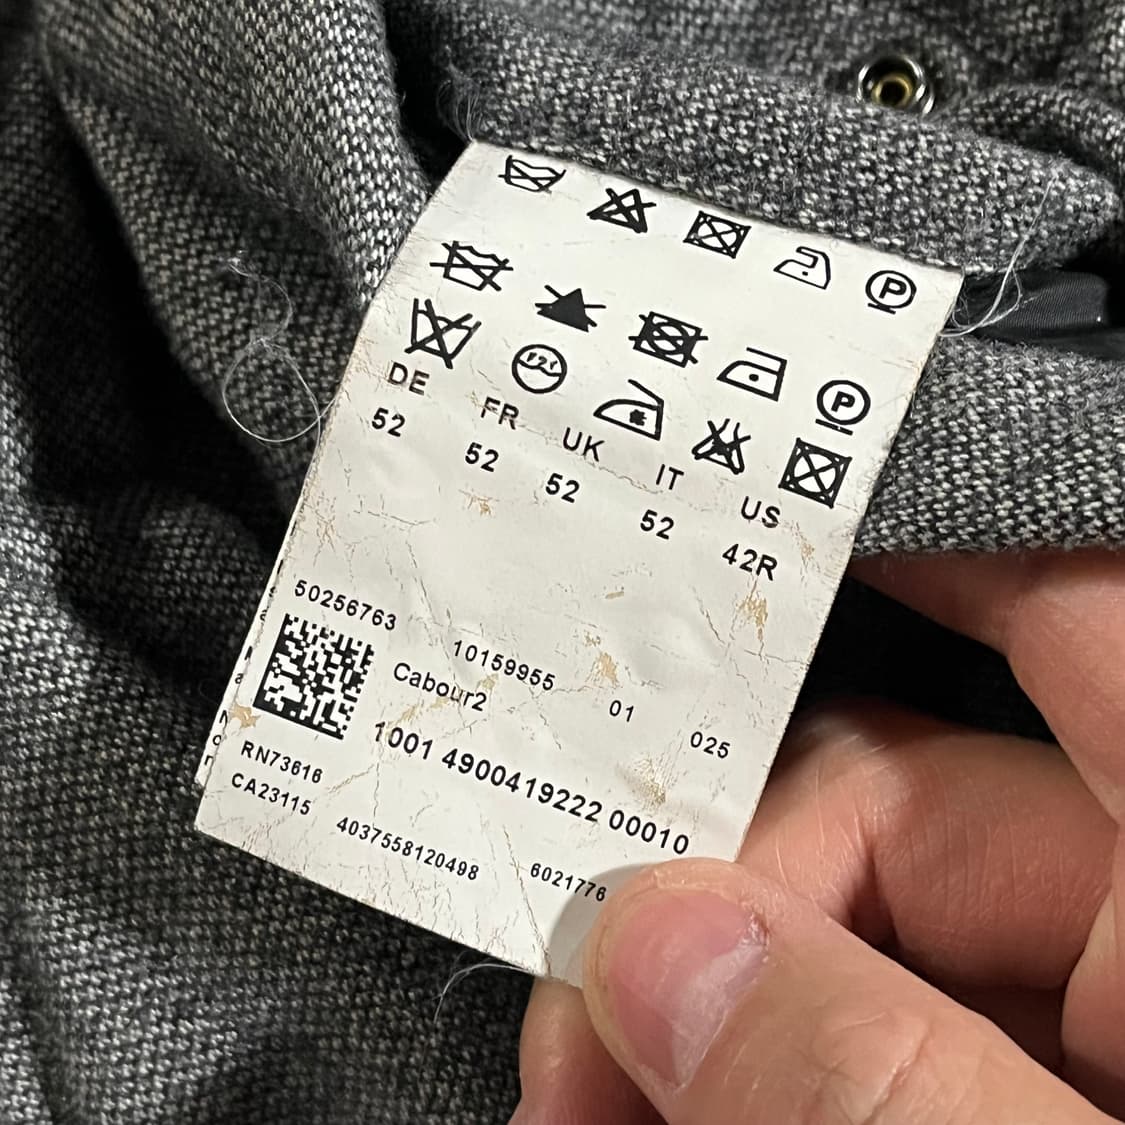 P
P
DE FR UK IT US
52 52 52 52 42R
50256763 10159955 01 025
Cabour2
1001 4900419222 00010
RN73616
CA23115
4037558120498 6021776